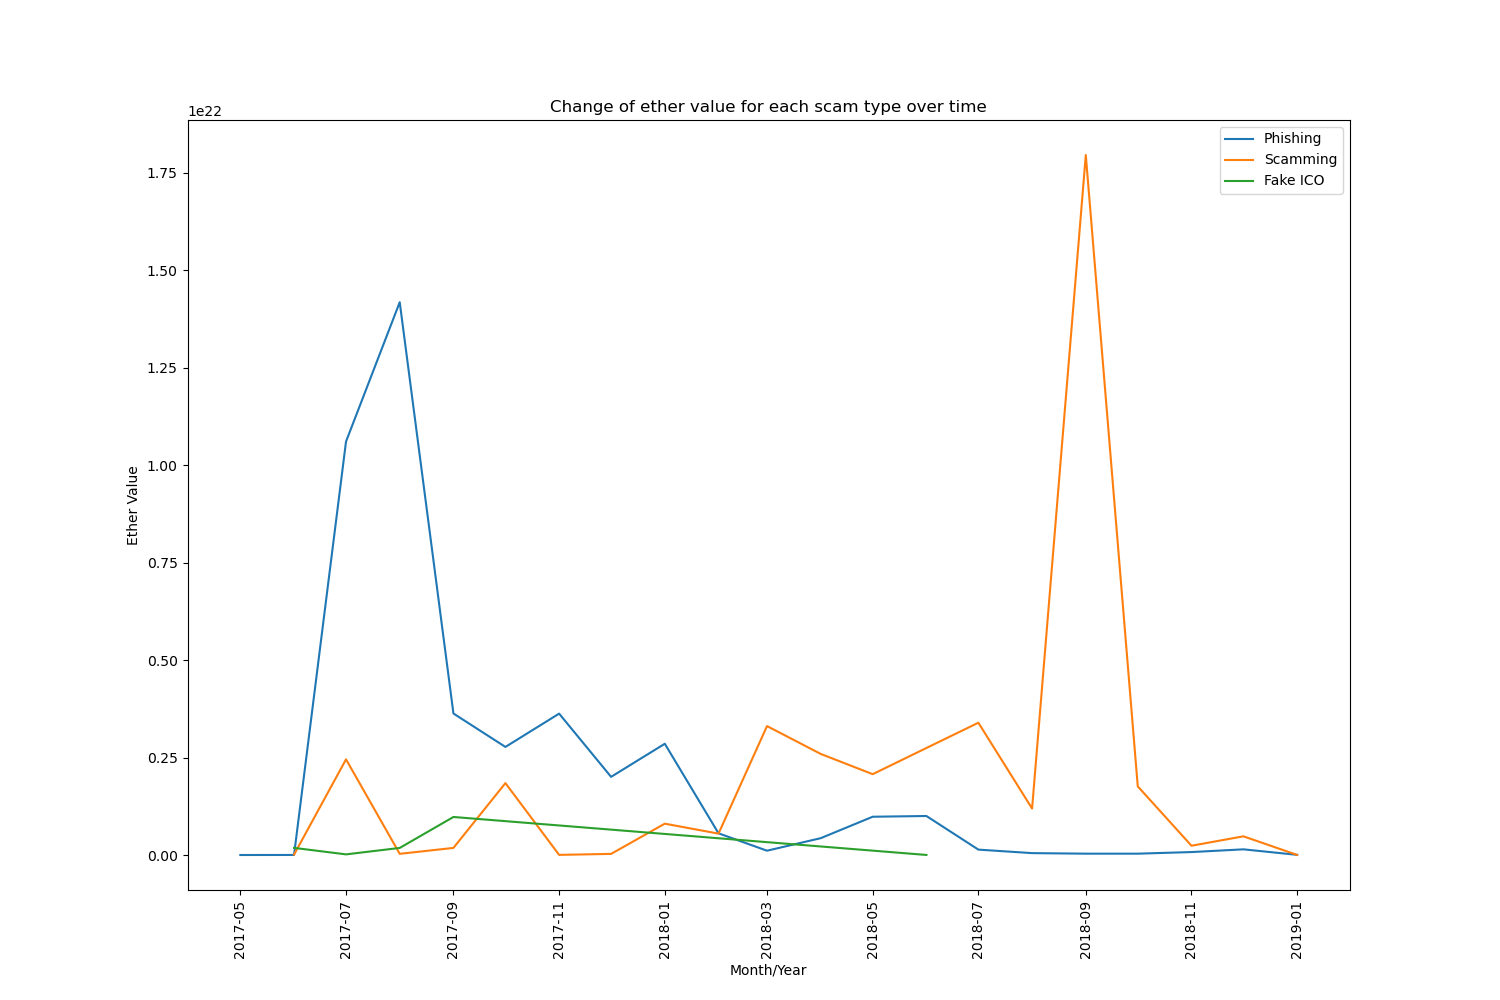 Change of ether value for each scam type over time
1e22
Phishing
Scamming
Fake ICO
1.75
1.50
1.25
1.00
0.75
0.50
0.25
0.00
Ether Value
2017-05
2017-07
2017-09
2017-11
2018-01
2018-03
2018-05
2018-07
2018-09
2018-11
2019-01
Month/Year